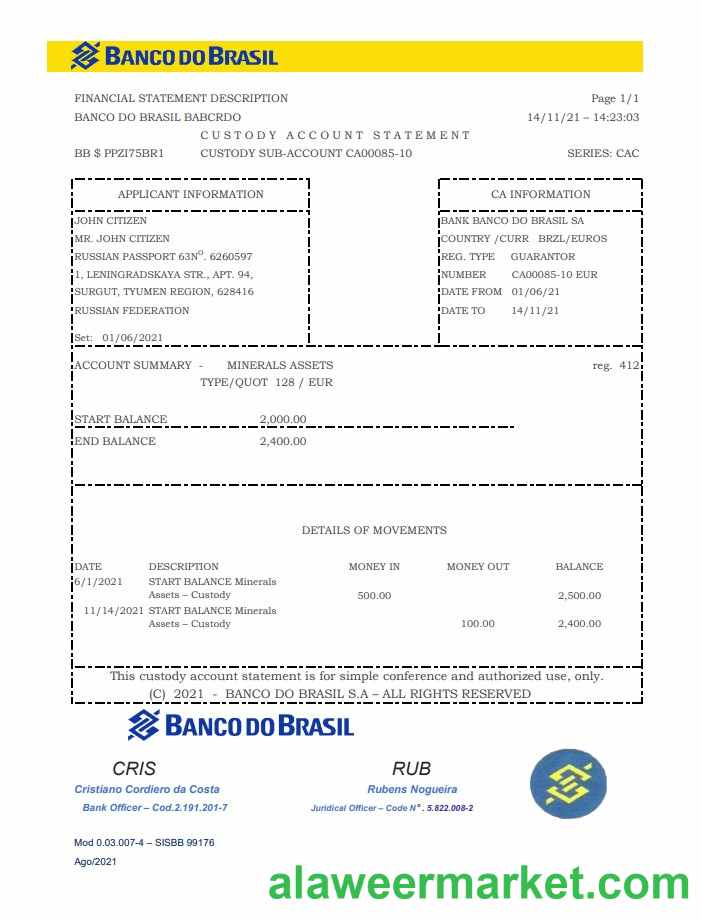 BANCO DO BRASIL
FINANCIAL STATEMENT DESCRIPTION Page 1/1
BANCO DO BRASIL BABCRDO 14/11/21 – 14:23:03
CUSTODY ACCOUNT STATEMENT
BB $ PPZI75BR1 CUSTODY SUB-ACCOUNT CA00085-10 SERIES: CAC
APPLICANT INFORMATION CA INFORMATION
JOHN CITIZEN BANK BANCO DO BRASIL SA
MR. JOHN CITIZEN COUNTRY /CURR BRZL/EUROS
RUSSIAN PASSPORT 63Nº. 6260597 REG. TYPE GUARANTOR
1, LENINGRADSKAYA STR., APT. 94, NUMBER CA00085-10 EUR
SURGUT, TYUMEN REGION, 628416 DATE FROM 01/06/21
RUSSIAN FEDERATION DATE TO 14/11/21
Set: 01/06/2021
ACCOUNT SUMMARY - MINERALS ASSETS reg. 412
TYPE/QUOT 128 / EUR
START BALANCE 2,000.00
END BALANCE 2,400.00
DETAILS OF MOVEMENTS
DATE DESCRIPTION MONEY IN MONEY OUT BALANCE
6/1/2021 START BALANCE Minerals
Assets – Custody 500.00 2,500.00
11/14/2021 START BALANCE Minerals
Assets – Custody 100.00 2,400.00
This custody account statement is for simple conference and authorized use, only.
(C) 2021 - BANCO DO BRASIL S.A – ALL RIGHTS RESERVED
BANCO DO BRASIL
CRIS RUB
Cristiano Cordiero da Costa Rubens Nogueira
Bank Officer – Cod.2.191.201-7 Juridical Officer – Code N°. 5.822.008-2
Mod 0.03.007-4 – SISBB 99176
Ago/2021
alaweermarket.com